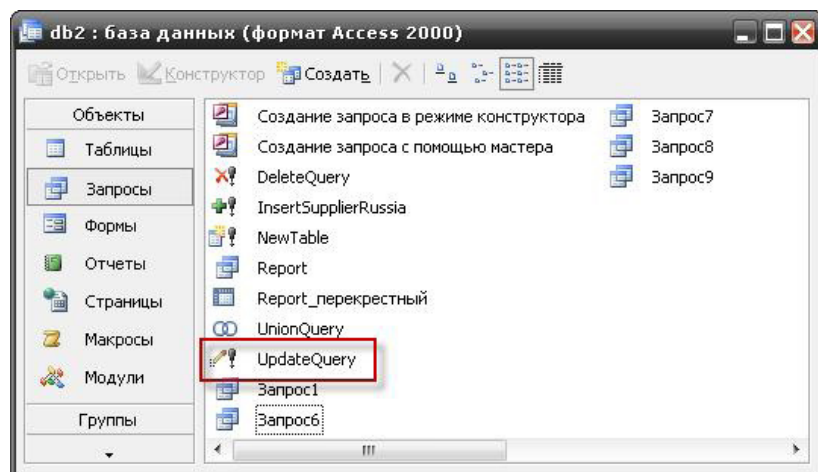 db2 : база данных (формат Access 2000)
Открыть Конструктор Создать
Объекты
Таблицы
Запросы
Формы
Отчеты
Страницы
Макросы
Модули
Группы
Создание запроса в режиме конструктора
Создание запроса с помощью мастера
DeleteQuery
InsertSupplierRussia
NewTable
Report
Report_перекрестный
UnionQuery
UpdateQuery
Запрос1
Запрос6
Запрос7
Запрос8
Запрос9